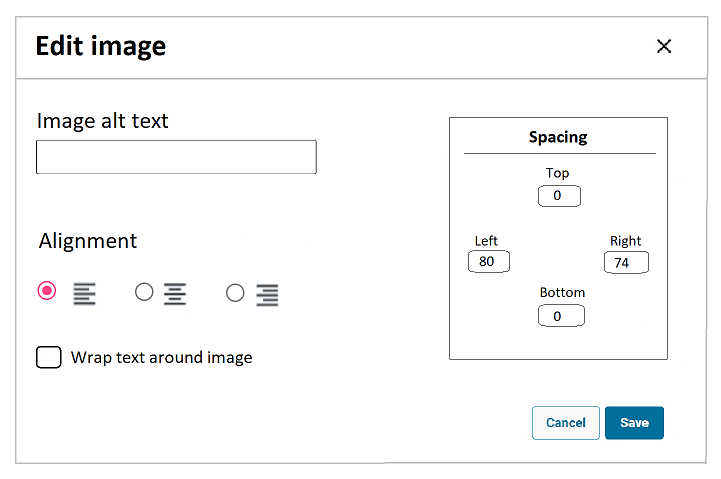 Edit image
Image alt text
Spacing
Top
0
Left
Right
80
74
Bottom
0
Alignment
Wrap text around image
Cancel
Save